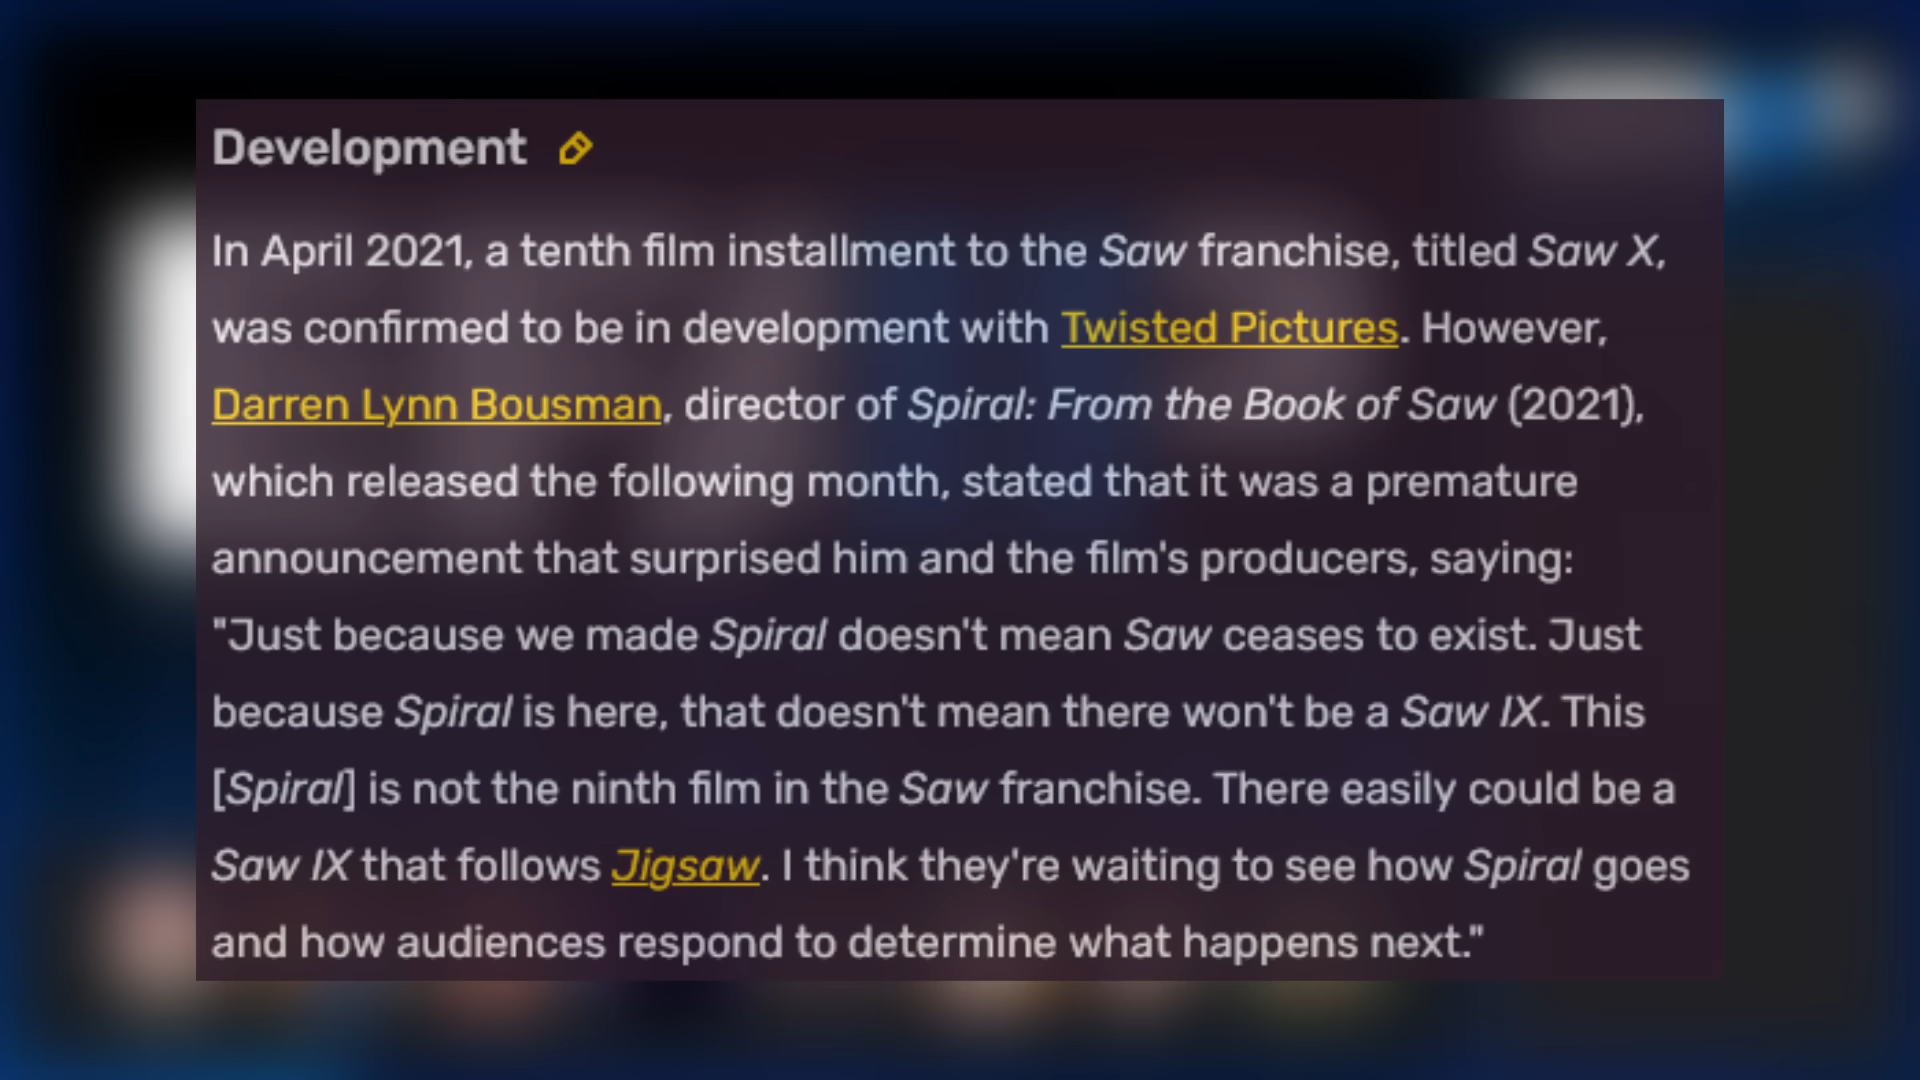 Development
In April 2021, a tenth film installment to the Saw franchise, titled Saw X,
was confirmed to be in development with Twisted Pictures. However,
Darren Lynn Bousman, director of Spiral: From the Book of Saw (2021),
which released the following month, stated that it was a premature
announcement that surprised him and the film's producers, saying:
"Just because we made Spiral doesn't mean Saw ceases to exist. Just
because Spiral is here, that doesn't mean there won't be a Saw IX. This
[Spiral] is not the ninth film in the Saw franchise. There easily could be a
Saw IX that follows Jigsaw. I think they're waiting to see how Spiral goes
and how audiences respond to determine what happens next."